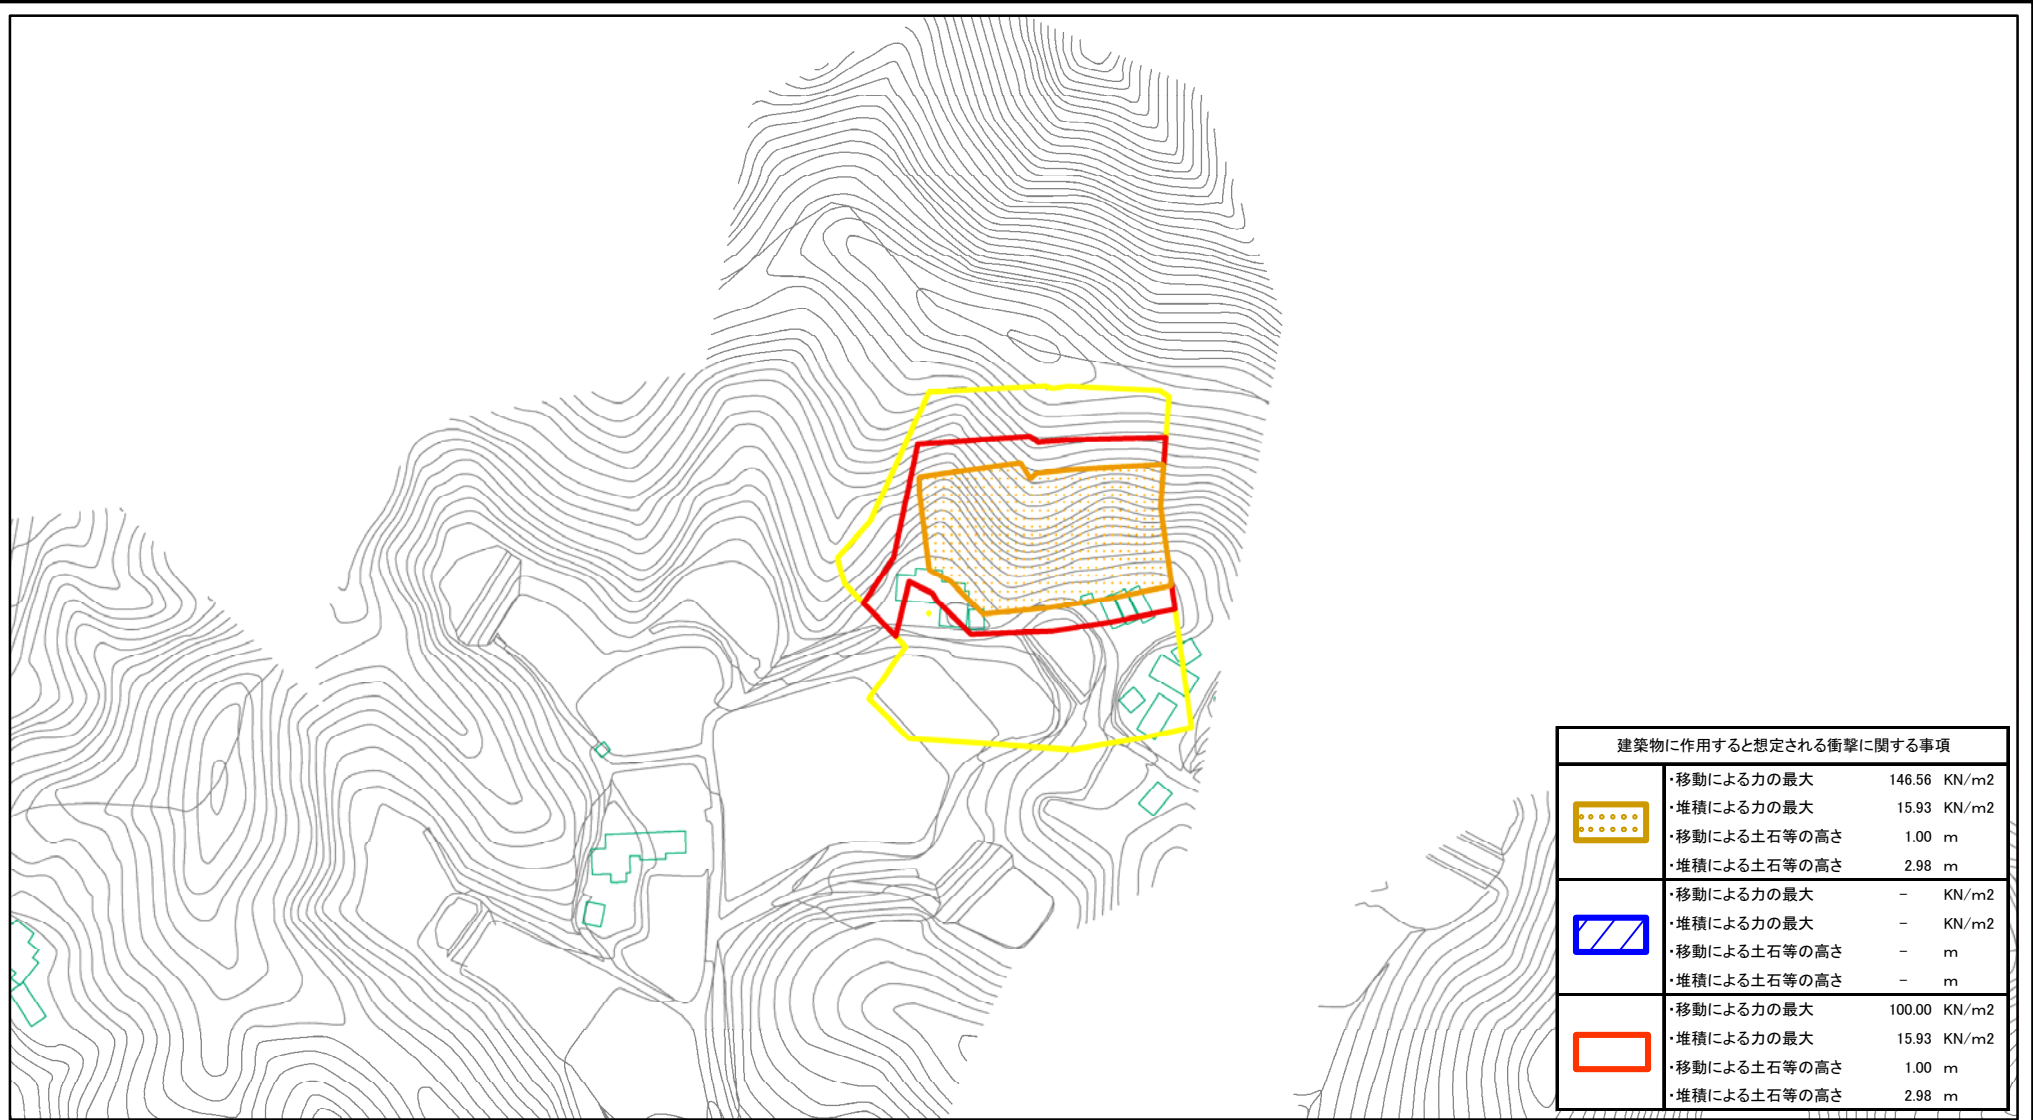 建築物に作用すると想定される衝撃に関する事項
・移動による力の最大 146.56 KN/m2
・堆積による力の最大 15.93 KN/m2
・移動による土石等の高さ 1.00 m
・堆積による土石等の高さ 2.98 m
・移動による力の最大 － KN/m2
・堆積による力の最大 － KN/m2
・移動による土石等の高さ － m
・堆積による土石等の高さ － m
・移動による力の最大 100.00 KN/m2
・堆積による力の最大 15.93 KN/m2
・移動による土石等の高さ 1.00 m
・堆積による土石等の高さ 2.98 m